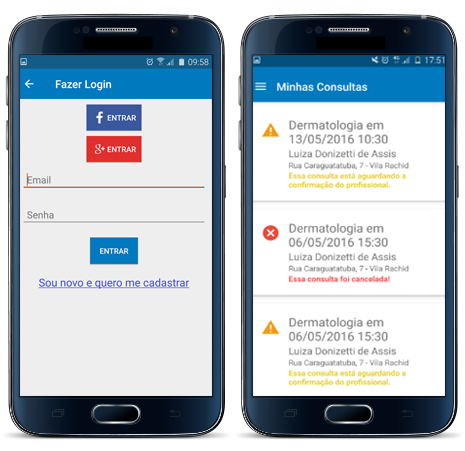 09:58
Fazer Login
f ENTRAR
g+ ENTRAR
Email
Senha
ENTRAR
Sou novo e quero me cadastrar
17:51
Minhas Consultas
Dermatologia em
13/05/2016 10:30
Luiza Donizetti de Assis
Rua Caraguatatuba, 7 - Vila Rachid
Essa consulta está aguardando a
confirmação do profissional.
Dermatologia em
06/05/2016 15:30
Luiza Donizetti de Assis
Rua Caraguatatuba, 7 - Vila Rachid
Essa consulta foi cancelada!
Dermatologia em
06/05/2016 15:30
Luiza Donizetti de Assis
Rua Caraguatatuba, 7 - Vila Rachid
Essa consulta está aguardando a
confirmação do profissional.